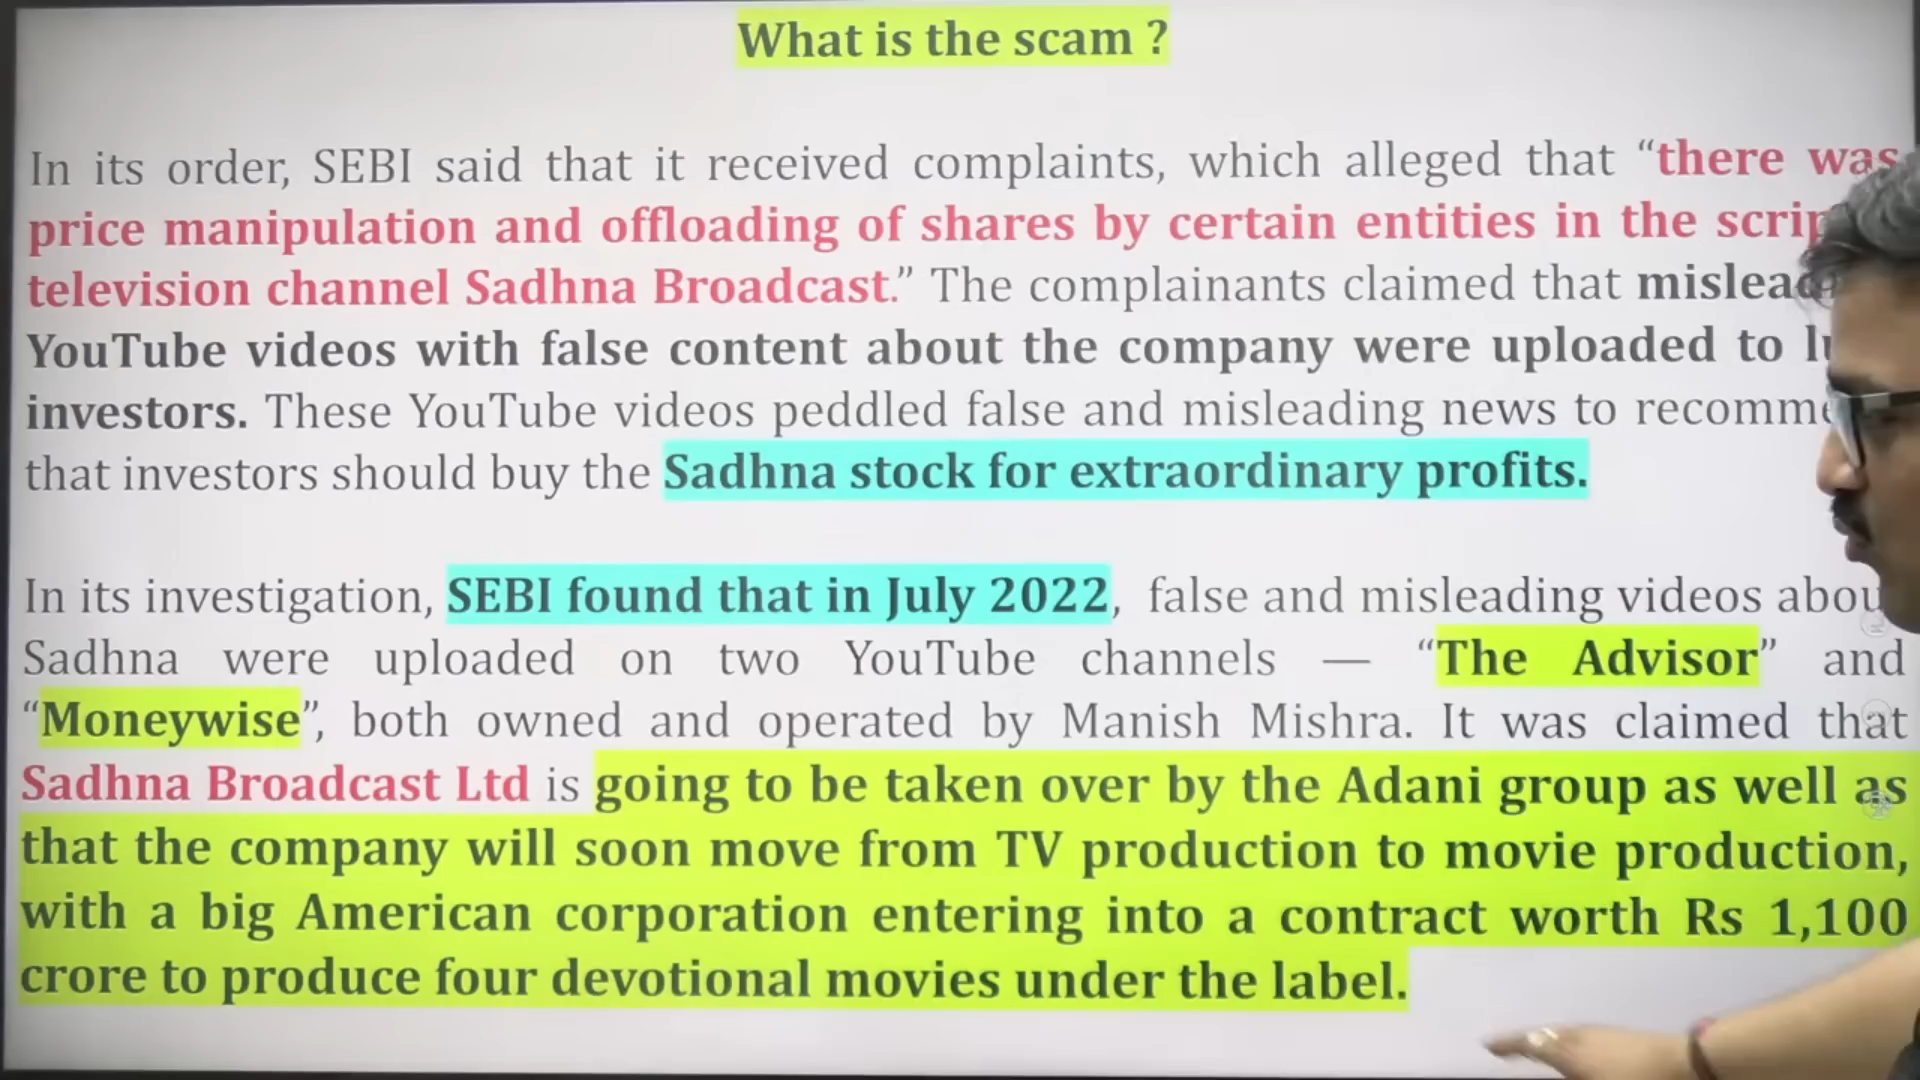 What is the scam ?
In its order, SEBI said that it received complaints, which alleged that “there was
price manipulation and offloading of shares by certain entities in the
television channel Sadhna Broadcast.” The complainants claimed that
YouTube videos with false content about the company were uploaded to
investors. These YouTube videos peddled false and misleading news to
that investors should buy the Sadhna stock for extraordinary profits.
In its investigation, SEBI found that in July 2022, false and misleading videos about
Sadhna were uploaded on two YouTube channels — “The Advisor” and
“Moneywise”, both owned and operated by Manish Mishra. It was claimed that
Sadhna Broadcast Ltd is going to be taken over by the Adani group as well as
that the company will soon move from TV production to movie production,
with a big American corporation entering into a contract worth Rs 1,100
crore to produce four devotional movies under the label.